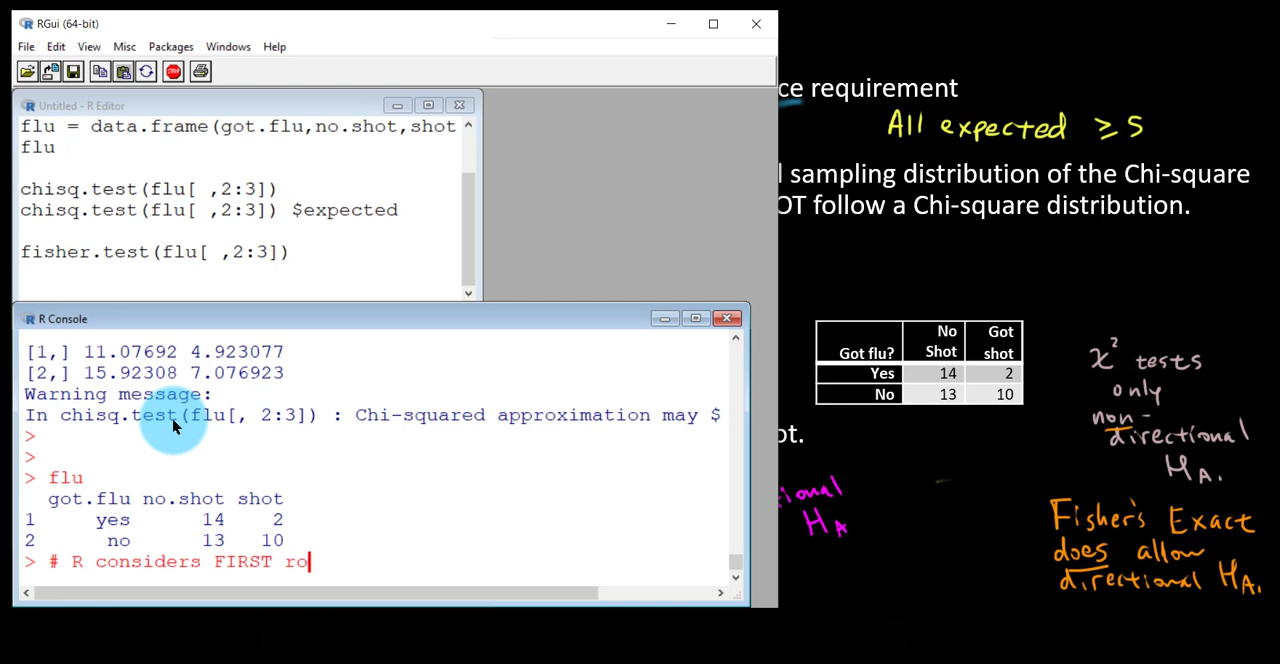 RGui (64-bit)
File Edit View Misc Packages Windows Help
Untitled - R Editor
flu = data.frame(got.flu,no.shot,shot
flu
chisq.test(flu[ ,2:3])
chisq.test(flu[ ,2:3]) $expected
fisher.test(flu[ ,2:3])
R Console
[1,] 11.07692 4.923077
[2,] 15.92308 7.076923
Warning message:
In chisq.test(flu[, 2:3]) : Chi-squared approximation may $
>
>
> flu
got.flu no.shot shot
1 yes 14 2
2 no 13 10
> # R considers FIRST ro
ce requirement
All expected ≥ 5
l sampling distribution of the Chi-square
OT follow a Chi-square distribution.
Got flu? No Shot Got shot
Yes 14 2
No 13 10
pt.
ional
HA
χ² tests
only
non-
directional
HA.
Fisher's Exact
does allow
directional HA.